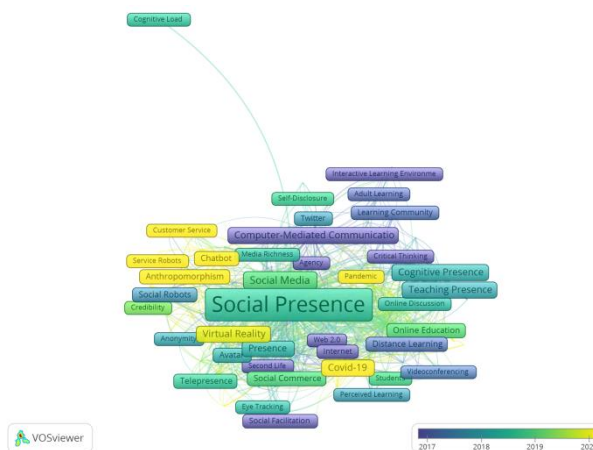 Cognitive Load
Interactive Learning Environme
Self-Disclosure
Adult Learning
Twitter
Learning Community
Customer Service
Computer-Mediated Communicatio
Service Robots
Chatbot
Media Richness
Agency
Critical Thinking
Anthropomorphism
Social Media
Pandemic
Cognitive Presence
Social Robots
Teaching Presence
Credibility
Social Presence
Online Discussion
Virtual Reality
Online Education
Anonymity
Web 2.0
Distance Learning
Avatar
Presence
Internet
Second Life
Covid-19
Videoconferencing
Telepresence
Social Commerce
Students
Perceived Learning
Eye Tracking
Social Facilitation
VOSviewer
2017 2018 2019